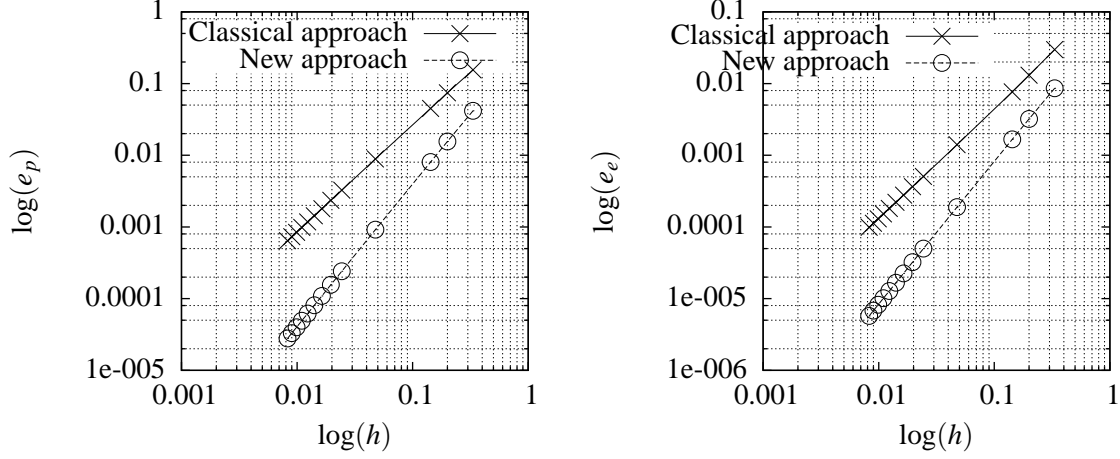 1
0.1
0.01
0.001
0.0001
1e-005
0.001 0.01 0.1 1
log(e_p)
log(h)
Classical approach
New approach
0.1
0.01
0.001
0.0001
1e-005
1e-006
0.001 0.01 0.1 1
log(e_e)
log(h)
Classical approach
New approach